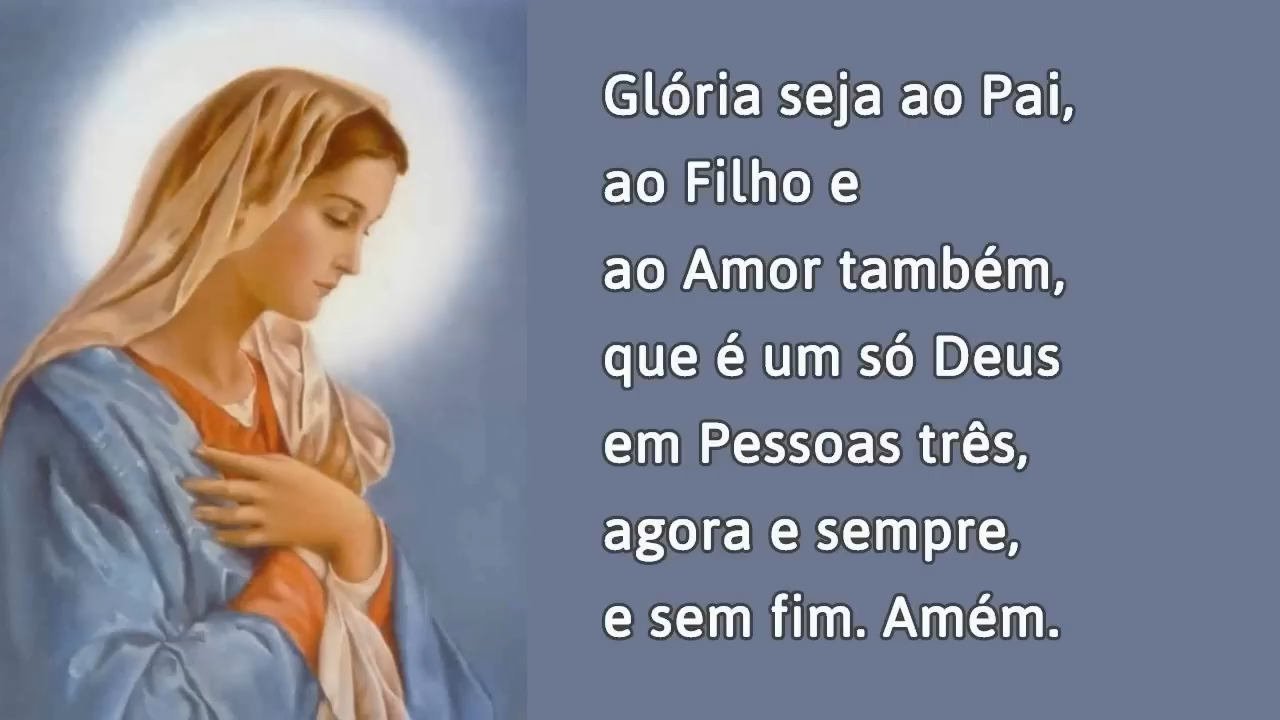 Glória seja ao Pai,
ao Filho e
ao Amor também,
que é um só Deus
em Pessoas três,
agora e sempre,
e sem fim. Amém.